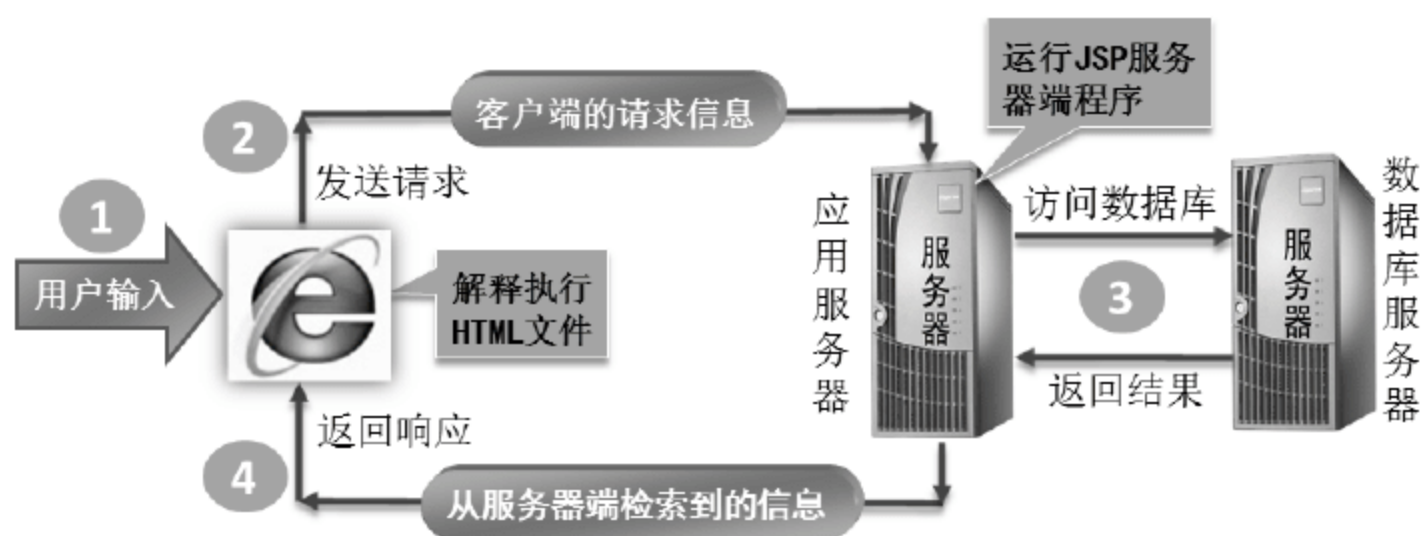 运行JSP服务
器端程序
客户端的请求信息
2
发送请求
1
用户输入
解释执行
HTML文件
应用服务器
服务器
访问数据库
3
返回结果
服务器
数据库服务器
返回响应
4
从服务器端检索到的信息